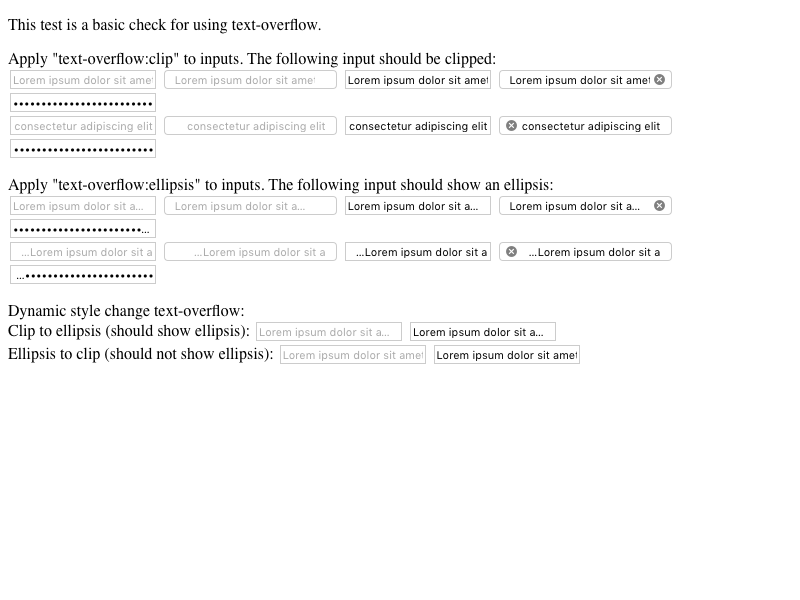 This test is a basic check for using text-overflow.
Apply "text-overflow:clip" to inputs. The following input should be clipped:
Lorem ipsum dolor sit amet Lorem ipsum dolor sit amet Lorem ipsum dolor sit amet Lorem ipsum dolor sit amet
••••••••••••••••••••••••••
consectetur adipiscing elit consectetur adipiscing elit consectetur adipiscing elit consectetur adipiscing elit
•••••••••••••••••••••••••
Apply "text-overflow:ellipsis" to inputs. The following input should show an ellipsis:
Lorem ipsum dolor sit a... Lorem ipsum dolor sit a... Lorem ipsum dolor sit a... Lorem ipsum dolor sit a...
•••••••••••••••••••••••...
...Lorem ipsum dolor sit a ...Lorem ipsum dolor sit a ...Lorem ipsum dolor sit a ...Lorem ipsum dolor sit a
...•••••••••••••••••••••••
Dynamic style change text-overflow:
Clip to ellipsis (should show ellipsis): Lorem ipsum dolor sit a... Lorem ipsum dolor sit a...
Ellipsis to clip (should not show ellipsis): Lorem ipsum dolor sit amet Lorem ipsum dolor sit amet